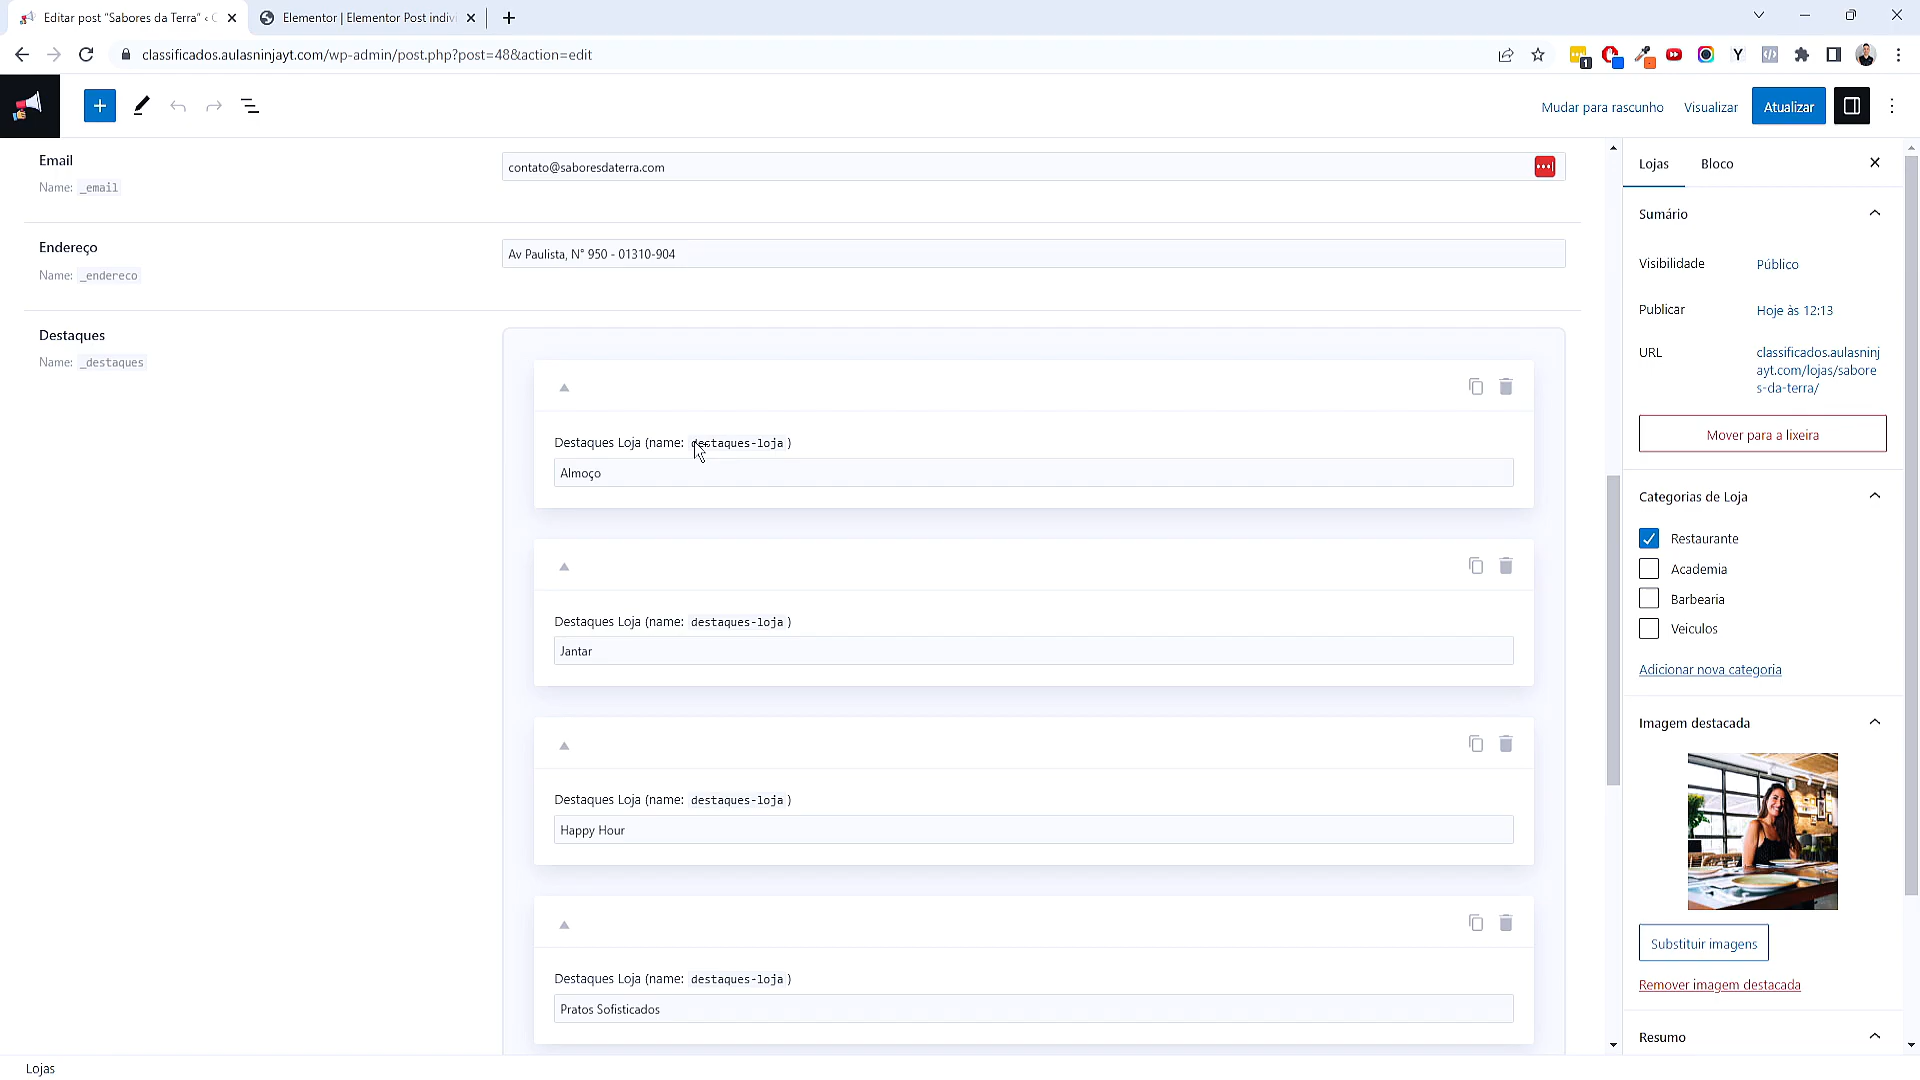 Editar post "Sabores da Terra" ‹ C
Elementor | Elementor Post indivi
classificados.aulasninjayt.com/wp-admin/post.php?post=48&action=edit
1
Y
Mudar para rascunho
Visualizar
Atualizar
Email
Name: _email
contato@saboresdaterra.com
Endereço
Name: _endereco
Av Paulista, N° 950 - 01310-904
Destaques
Name: _destaques
Destaques Loja (name: destaques-loja )
Almoço
Destaques Loja (name: destaques-loja )
Jantar
Destaques Loja (name: destaques-loja )
Happy Hour
Destaques Loja (name: destaques-loja )
Pratos Sofisticados
Lojas
Bloco
Sumário
Visibilidade
Público
Publicar
Hoje às 12:13
URL
classificados.aulasninj
ayt.com/lojas/sabore
s-da-terra/
Mover para a lixeira
Categorias de Loja
Restaurante
Academia
Barbearia
Veiculos
Adicionar nova categoria
Imagem destacada
Substituir imagens
Remover imagem destacada
Resumo
Lojas